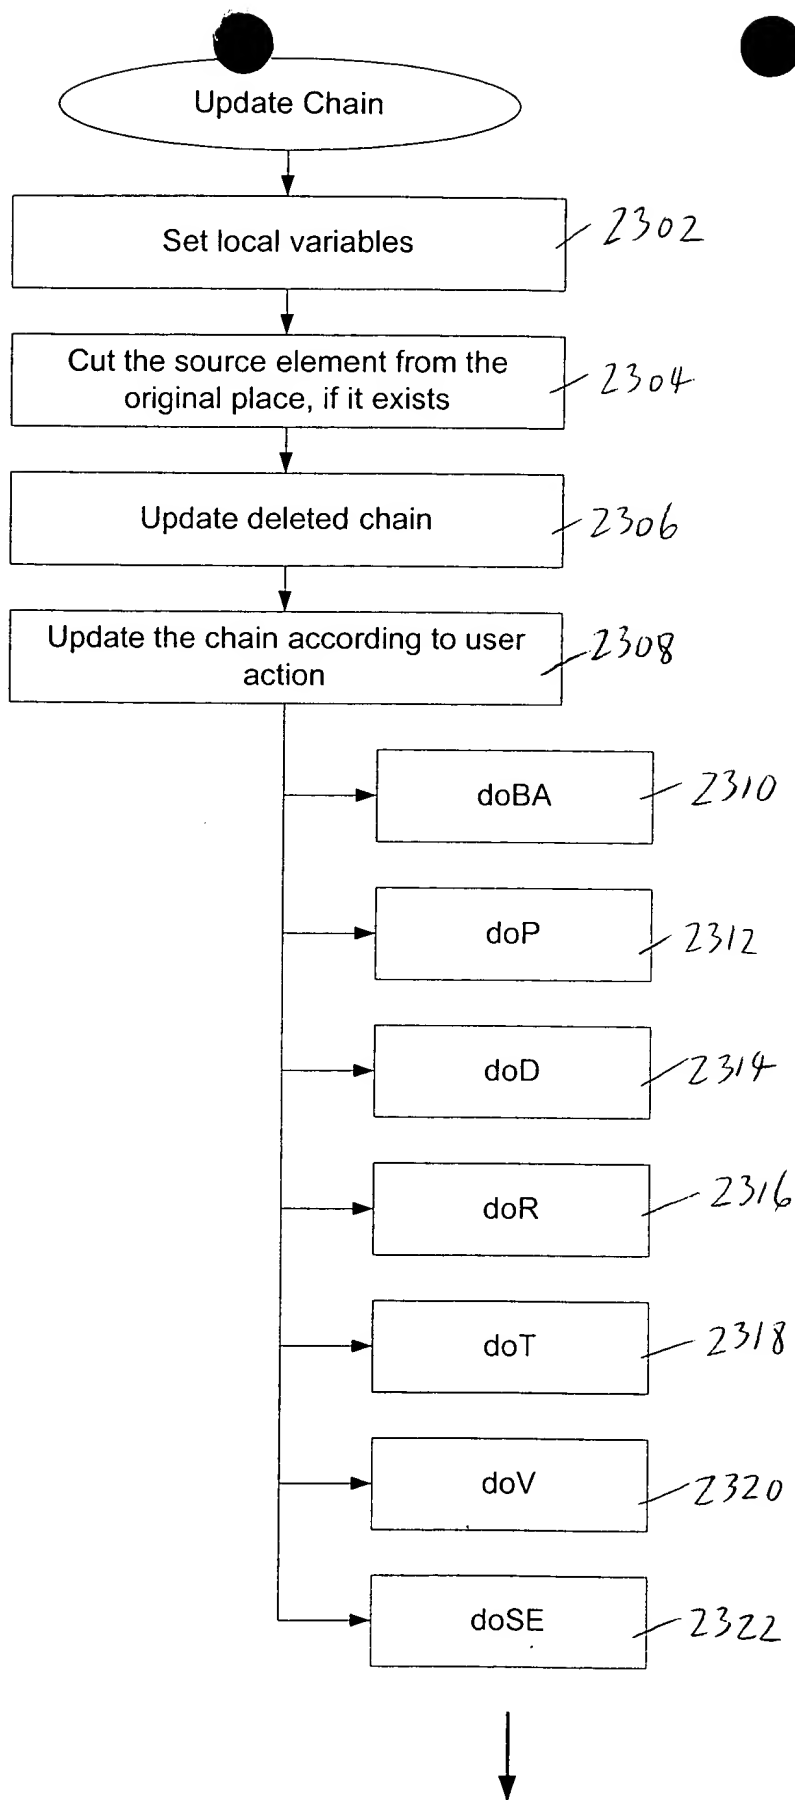 Update Chain
Set local variables
2302
Cut the source element from the
original place, if it exists
2304
Update deleted chain
2306
Update the chain according to user
action
2308
doBA
2310
doP
2312
doD
2314
doR
2316
doT
2318
doV
2320
doSE
2322